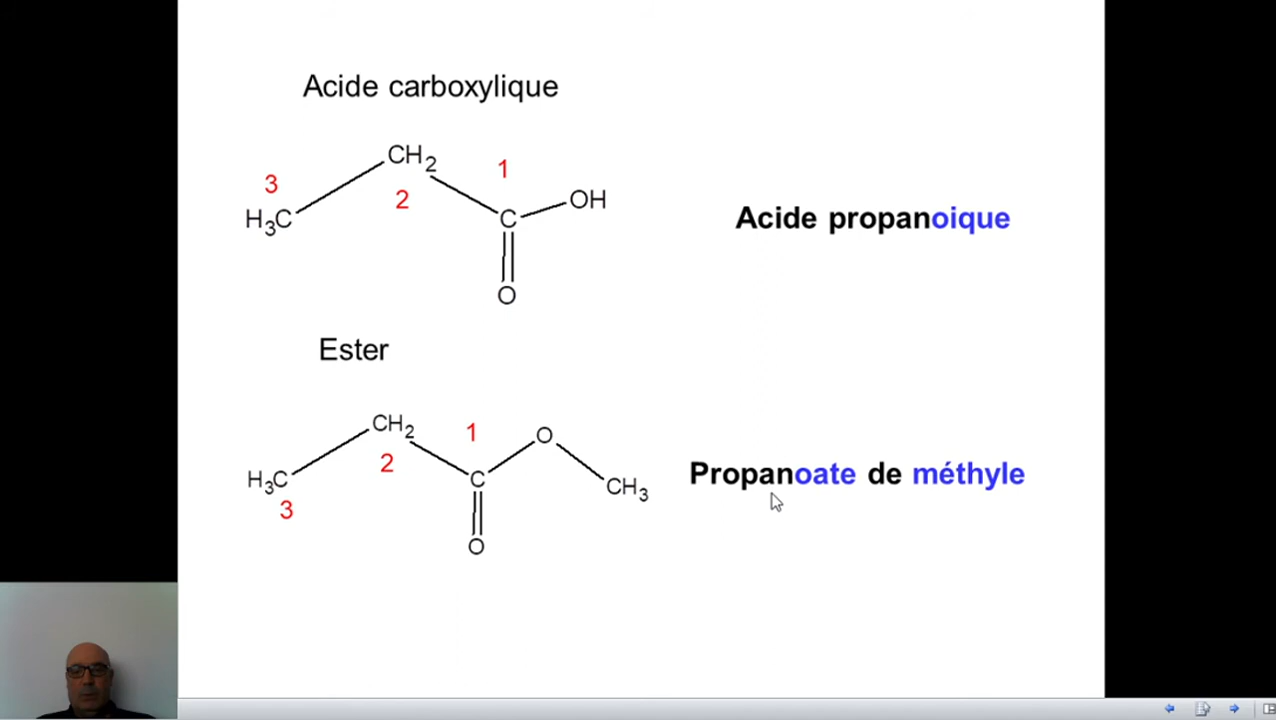 Acide carboxylique
CH2
3
1
2
OH
H3C
C
Acide propanoique
O
Ester
CH2
1
O
2
H3C
C
CH3
Propanoate de méthyle
3
O